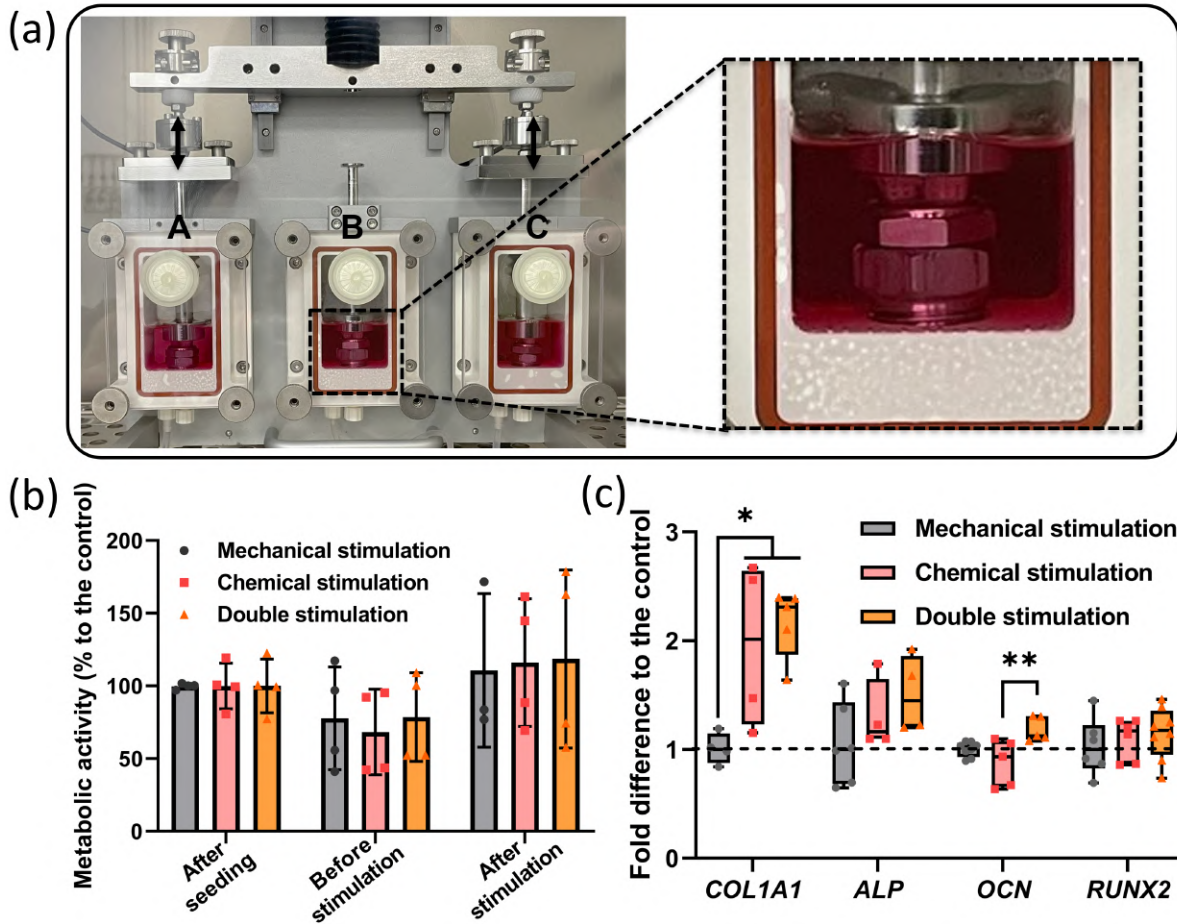 (a)
A
B
C
(b)
Metabolic activity (% to the control)
200
150
100
50
0
Mechanical stimulation
Chemical stimulation
Double stimulation
After
seeding
Before
stimulation
After
stimulation
(c)
Fold difference to the control
3
2
1
0
*
**
Mechanical stimulation
Chemical stimulation
Double stimulation
COL1A1
ALP
OCN
RUNX2